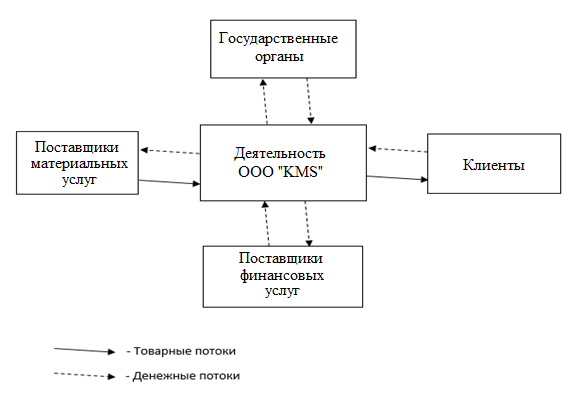 Государственные
органы
Поставщики
материальных
услуг
Деятельность
ООО "KMS"
Клиенты
Поставщики
финансовых
услуг
- Товарные потоки
- Денежные потоки